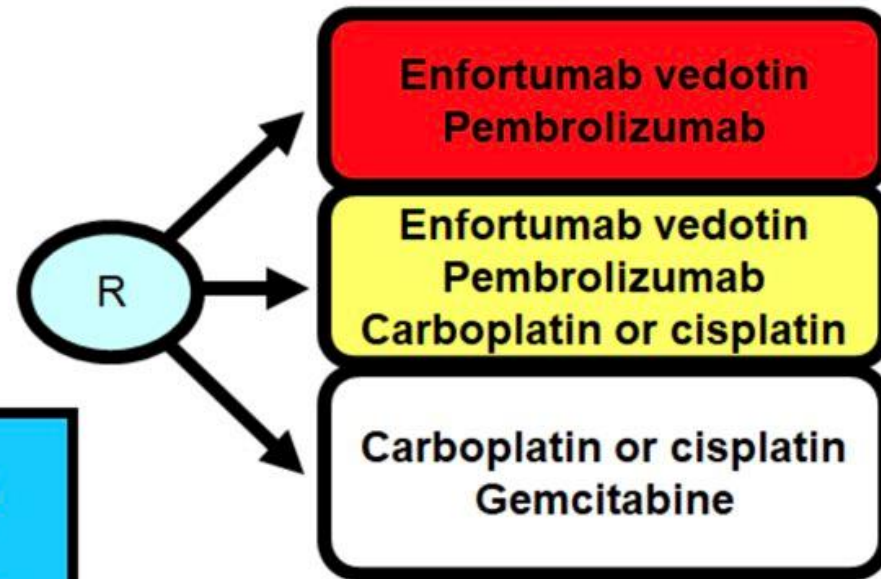 R
Enfortumab vedotin
Pembrolizumab
Enfortumab vedotin
Pembrolizumab
Carboplatin or cisplatin
Carboplatin or cisplatin
Gemcitabine